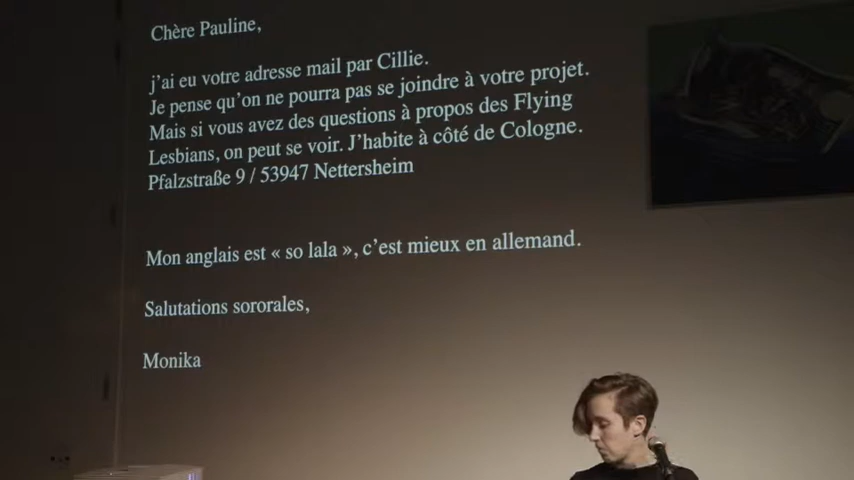 Chère Pauline,
j'ai eu votre adresse mail par Cillie.
Je pense qu'on ne pourra pas se joindre à votre projet.
Mais si vous avez des questions à propos des Flying
Lesbians, on peut se voir. J'habite à côté de Cologne.
Pfalzstraße 9 / 53947 Nettersheim
Mon anglais est « so lala », c'est mieux en allemand.
Salutations sororales,
Monika